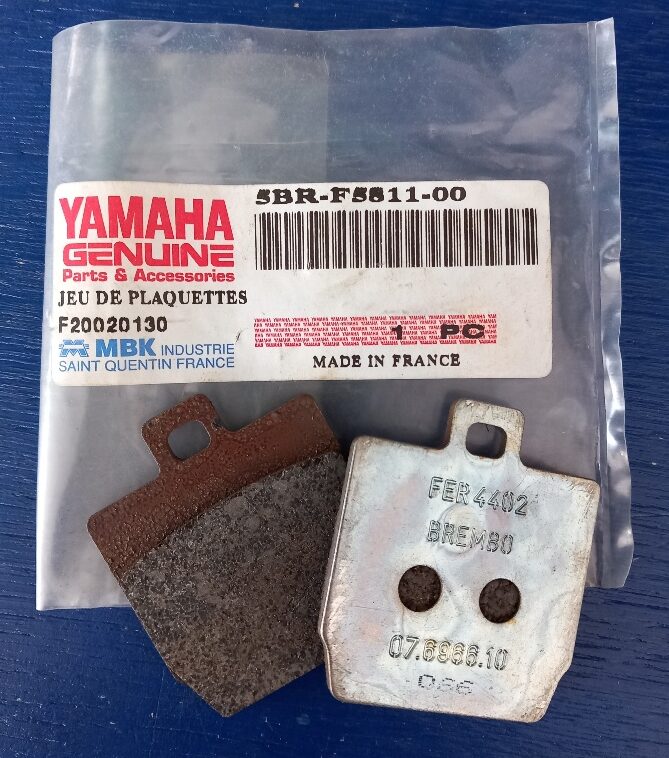 5BR-F5811-00
YAMAHA
GENUINE
Parts & Accessories
JEU DE PLAQUETTES
F20020130
1 PC
MBK INDUSTRIE
SAINT QUENTIN FRANCE
MADE IN FRANCE
FER 4402
BREMBO
07.6966.10